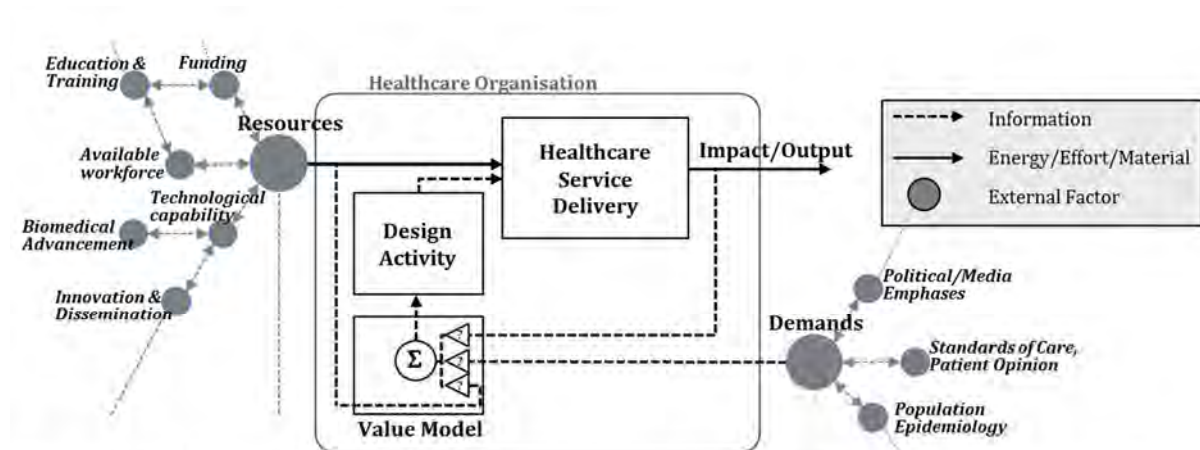 Education &
Training
Funding
Healthcare Organisation
Resources
Available
workforce
Technological
capability
Biomedical
Advancement
Innovation &
Dissemination
Healthcare
Service
Delivery
Impact/Output
Design
Activity
Σ
?
?
?
Value Model
Information
Energy/Effort/Material
External Factor
Political/Media
Emphases
Demands
Standards of Care,
Patient Opinion
Population
Epidemiology